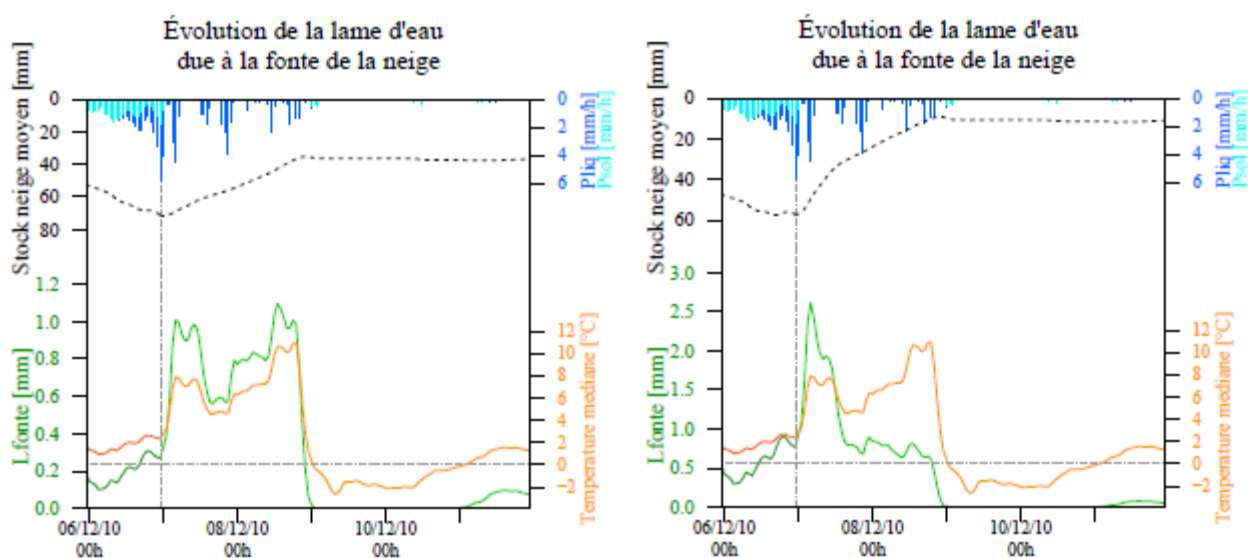 Évolution de la lame d'eau
due à la fonte de la neige
Stock neige moyen [mm]
0
20
40
60
80
0
2
4
6
Pliq [mm/h]
Psol [mm/h]
Lfonte [mm]
1.2
1.0
0.8
0.6
0.4
0.2
0.0
12
10
8
6
4
2
0
−2
Temperature mediane [°C]
06/12/10
00h
08/12/10
00h
10/12/10
00h
Évolution de la lame d'eau
due à la fonte de la neige
Stock neige moyen [mm]
0
20
40
60
0
2
4
6
Pliq [mm/h]
Psol [mm/h]
Lfonte [mm]
3.0
2.5
2.0
1.5
1.0
0.5
0.0
12
10
8
6
4
2
0
−2
Temperature mediane [°C]
06/12/10
00h
08/12/10
00h
10/12/10
00h